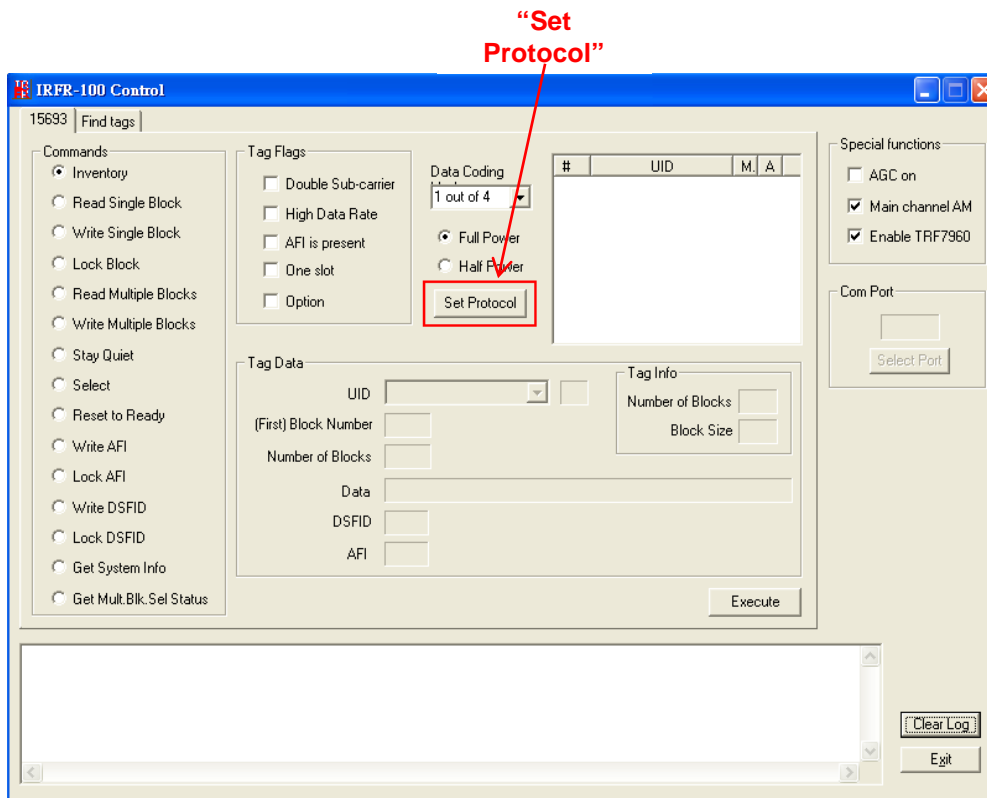 “Set
Protocol”
IRFR-100 Control
15693
Find tags
Commands
Inventory
Read Single Block
Write Single Block
Lock Block
Read Multiple Blocks
Write Multiple Blocks
Stay Quiet
Select
Reset to Ready
Write AFI
Lock AFI
Write DSFID
Lock DSFID
Get System Info
Get Mult.Blk.Sel Status
Tag Flags
Double Sub-carrier
High Data Rate
AFI is present
One slot
Option
Data Coding
1 out of 4
Full Power
Half Power
Set Protocol
# UID M. A
Special functions
AGC on
Main channel AM
Enable TRF7960
Com Port
Select Port
Tag Data
UID
(First) Block Number
Number of Blocks
Data
DSFID
AFI
Tag Info
Number of Blocks
Block Size
Execute
Clear Log
Exit